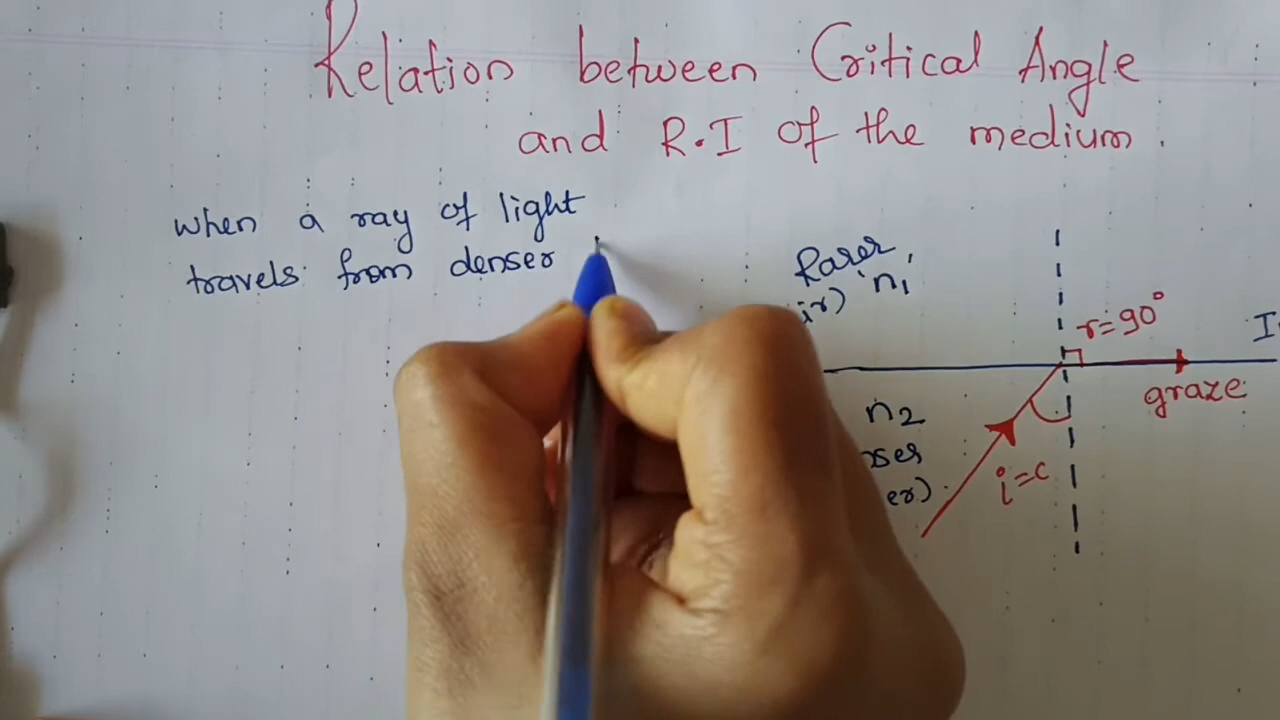 Relation between Critical Angle
and R.I of the medium.
when a ray of light
travels from denser
Rarer
n₁
r=90°
graze
n₂
i=c